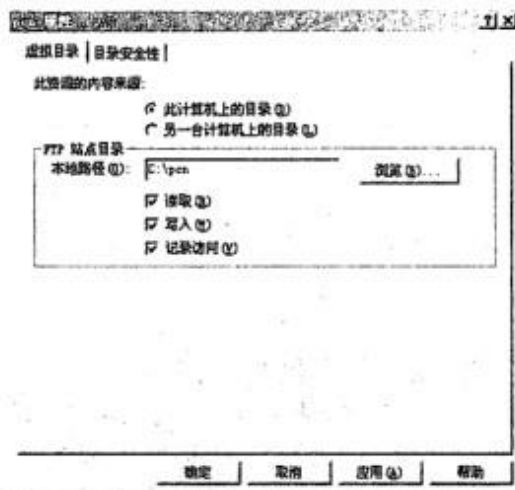 ? ×
虚拟目录 目录安全性
此资源的内容来源:
此计算机上的目录(D)
另一台计算机上的目录(L)
FTP 站点目录
本地路径(O): E:\pcn 浏览(B)...
读取(R)
写入(W)
记录访问(V)
确定 取消 应用(A) 帮助